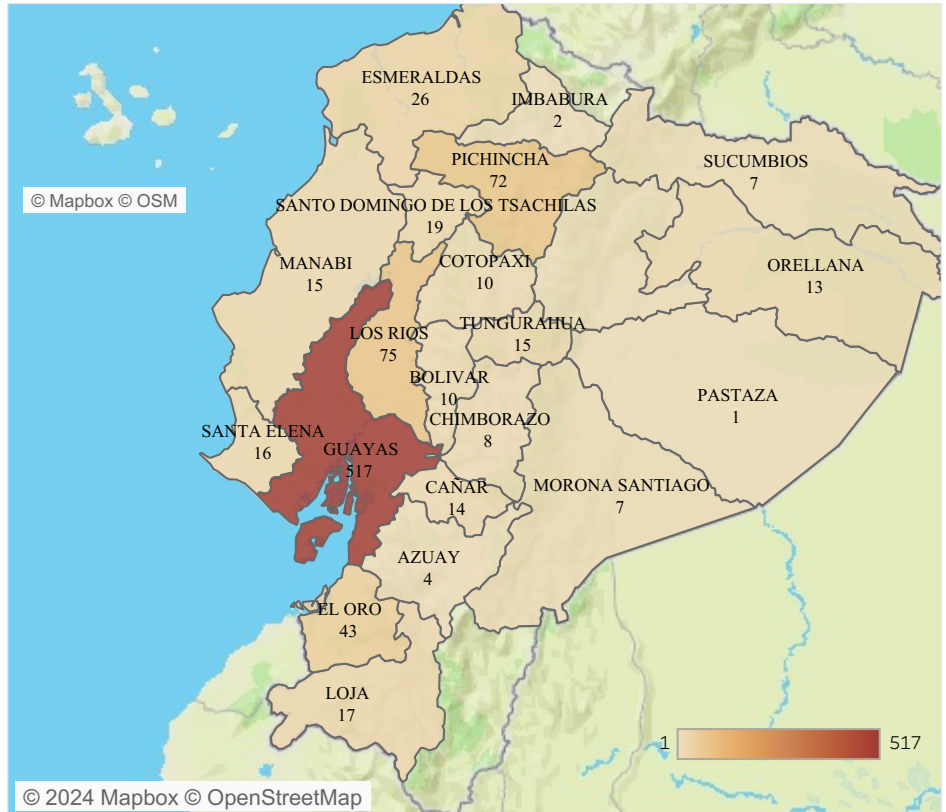 ESMERALDAS
26
IMBABURA
2
PICHINCHA
72
SUCUMBIOS
7
© Mapbox © OSM
SANTO DOMINGO DE LOS TSACHILAS
19
MANABI
15
COTOPAXI
10
ORELLANA
13
LOS RIOS
75
TUNGURAHUA
15
BOLIVAR
10
PASTAZA
1
CHIMBORAZO
8
SANTA ELENA
16
GUAYAS
517
CAÑAR
14
MORONA SANTIAGO
7
AZUAY
4
EL ORO
43
LOJA
17
1 517
© 2024 Mapbox © OpenStreetMap